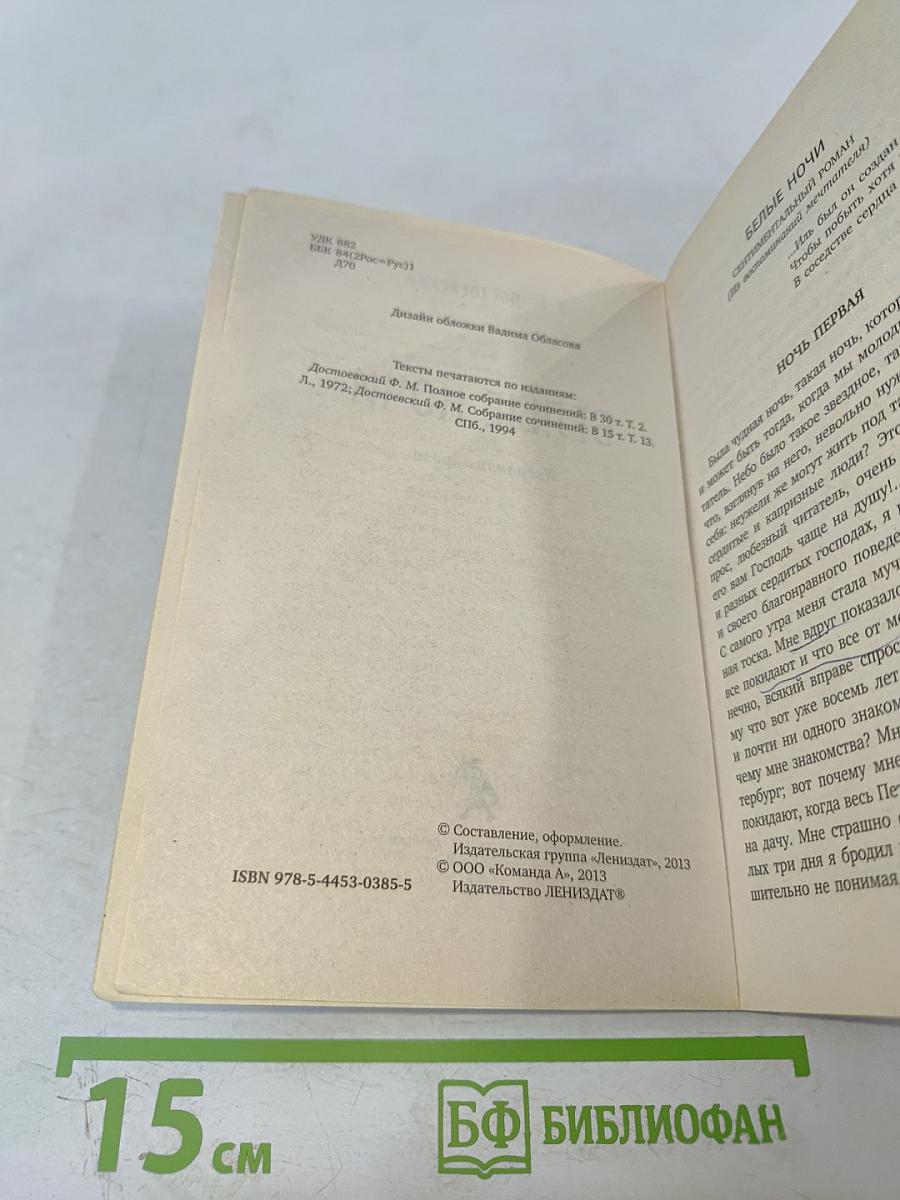 УДК 882
ББК 84(2Рос=Рус)1
Д70
Дизайн обложки Вадима Обласова
Тексты печатаются по изданиям:
Достоевский Ф. М. Полное собрание сочинений: В 30 т. Т. 2.
Л., 1972; Достоевский Ф. М. Собрание сочинений: В 15 т. Т. 13.
СПб., 1994
© Составление, оформление.
Издательская группа «Лениздат», 2013
© ООО «Команда А», 2013
Издательство ЛЕНИЗДАТ®
ISBN 978-5-4453-0385-5
БЕЛЫЕ НОЧИ
СЕНТИМЕНТАЛЬНЫЙ РОМАН
(Из воспоминаний мечтателя)
...Иль был он создан
Чтобы побыть хотя
В соседстве сердца
НОЧЬ ПЕРВАЯ
Была чудная ночь, такая ночь, котор
и может быть тогда, когда мы молоды
татель. Небо было такое звездное, та
что, взглянув на него, невольно нуж
себя: неужели же могут жить под та
сердитые и капризные люди? Это
прос, любезный читатель, очень
его вам Господь чаще на душу!..
и разных сердитых господах, я
и своего благонравного поведе
С самого утра меня стала муч
ная тоска. Мне вдруг показало
все покидают и что все от ме
нечно, всякий вправе спрос
му что вот уже восемь лет
и почти ни одного знаком
чему мне знакомства? Мн
тербург; вот почему мне
покидают, когда весь Пет
на дачу. Мне страшно
лых три дня я бродил
шительно не понимая,
15 см
БФ БИБЛИОФАН